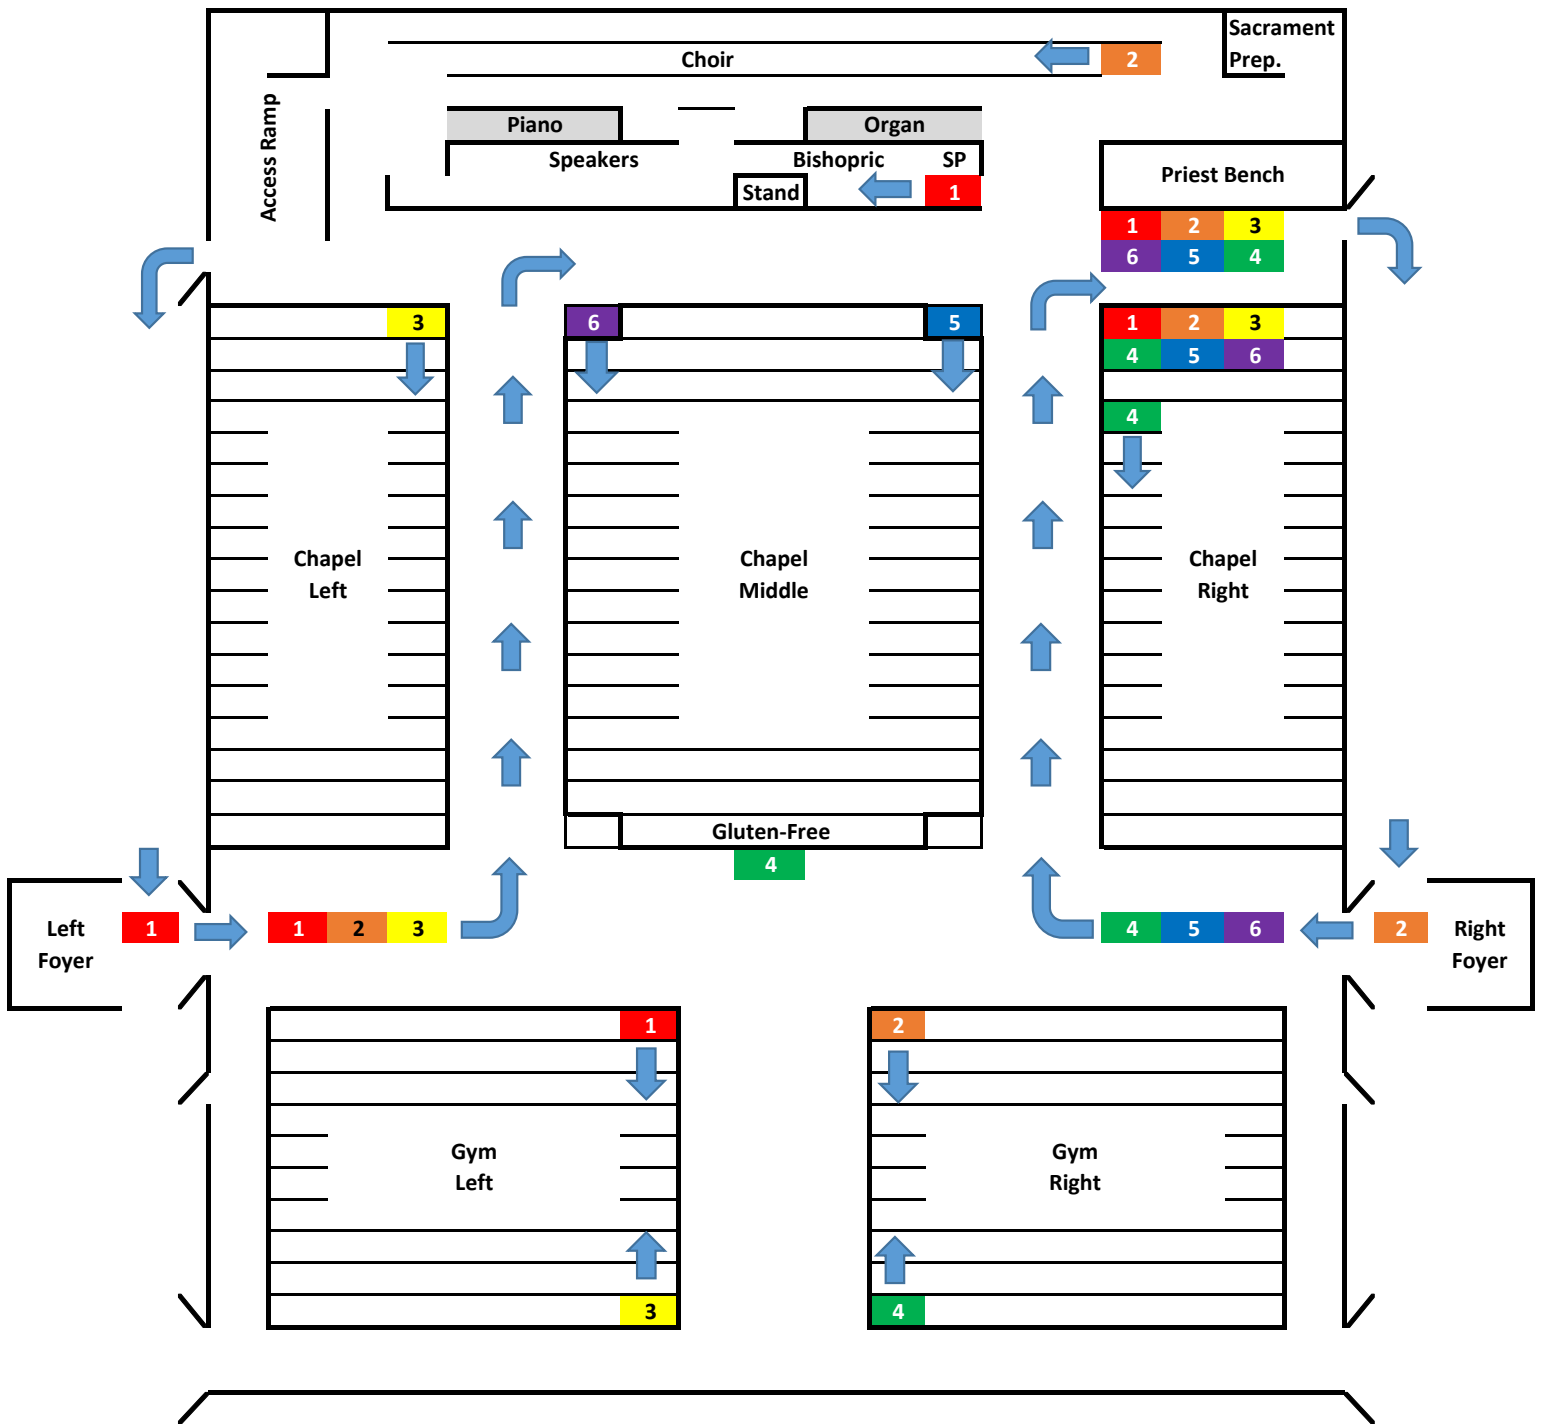 Sacrament
Prep.
Choir
2
Access Ramp
Piano
Organ
Speakers
Bishopric
SP
Stand
1
Priest Bench
1 2 3
6 5 4
3
6
5
1 2 3
4 5 6
4
Chapel
Left
Chapel
Middle
Chapel
Right
Gluten-Free
4
Left
Foyer
1
1 2 3
4 5 6
2
Right
Foyer
1
2
Gym
Left
Gym
Right
3
4